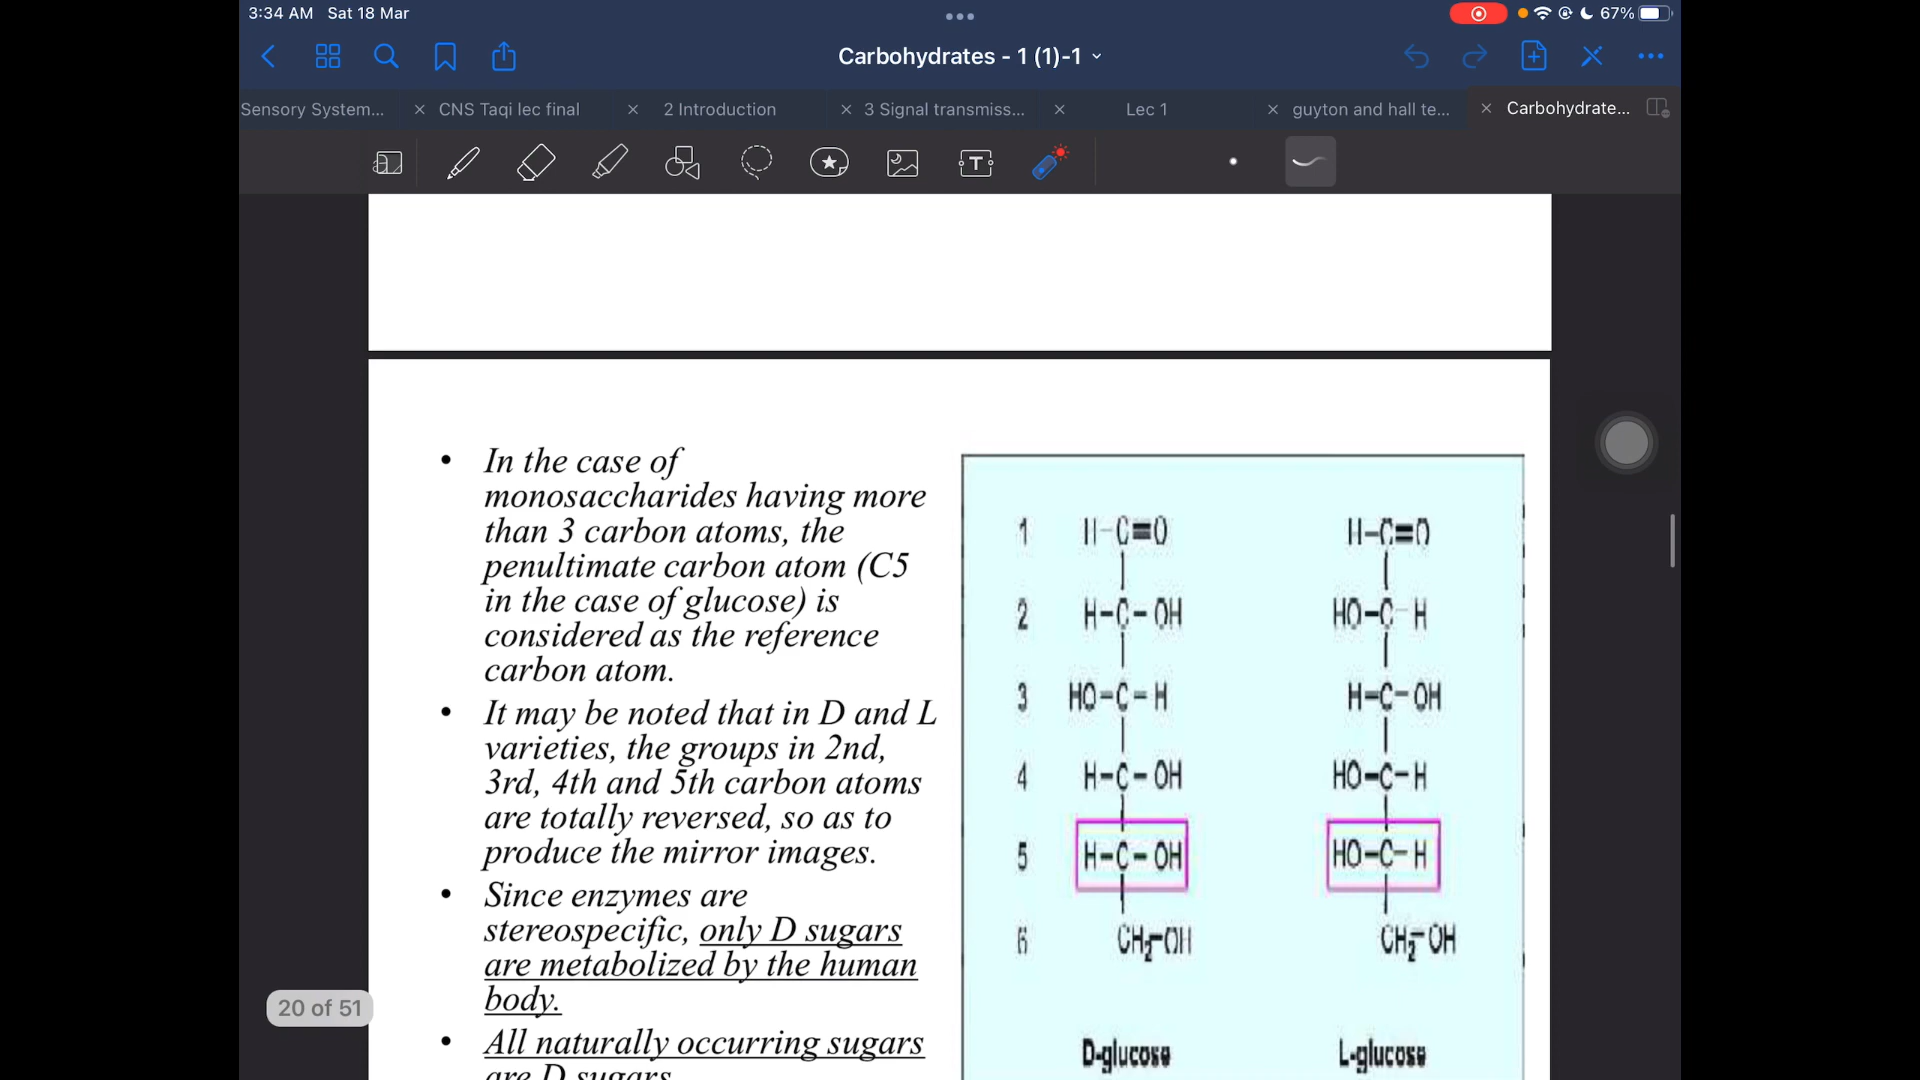 3:34 AM Sat 18 Mar
67%
Carbohydrates - 1 (1)-1
Sensory System... CNS Taqi lec final 2 Introduction 3 Signal transmiss... Lec 1 guyton and hall te... Carbohydrate...
• In the case of
monosaccharides having more
than 3 carbon atoms, the
penultimate carbon atom (C5
in the case of glucose) is
considered as the reference
carbon atom.
• It may be noted that in D and L
varieties, the groups in 2nd,
3rd, 4th and 5th carbon atoms
are totally reversed, so as to
produce the mirror images.
• Since enzymes are
stereospecific, only D sugars
are metabolized by the human
body.
• All naturally occurring sugars
are D sugars
1 H-C=O H-C=O
2 H-C-OH HO-C-H
3 HO-C-H H-C-OH
4 H-C-OH HO-C-H
5 H-C-OH HO-C-H
6 CH2-OH CH2-OH
D-glucose L-glucose
20 of 51